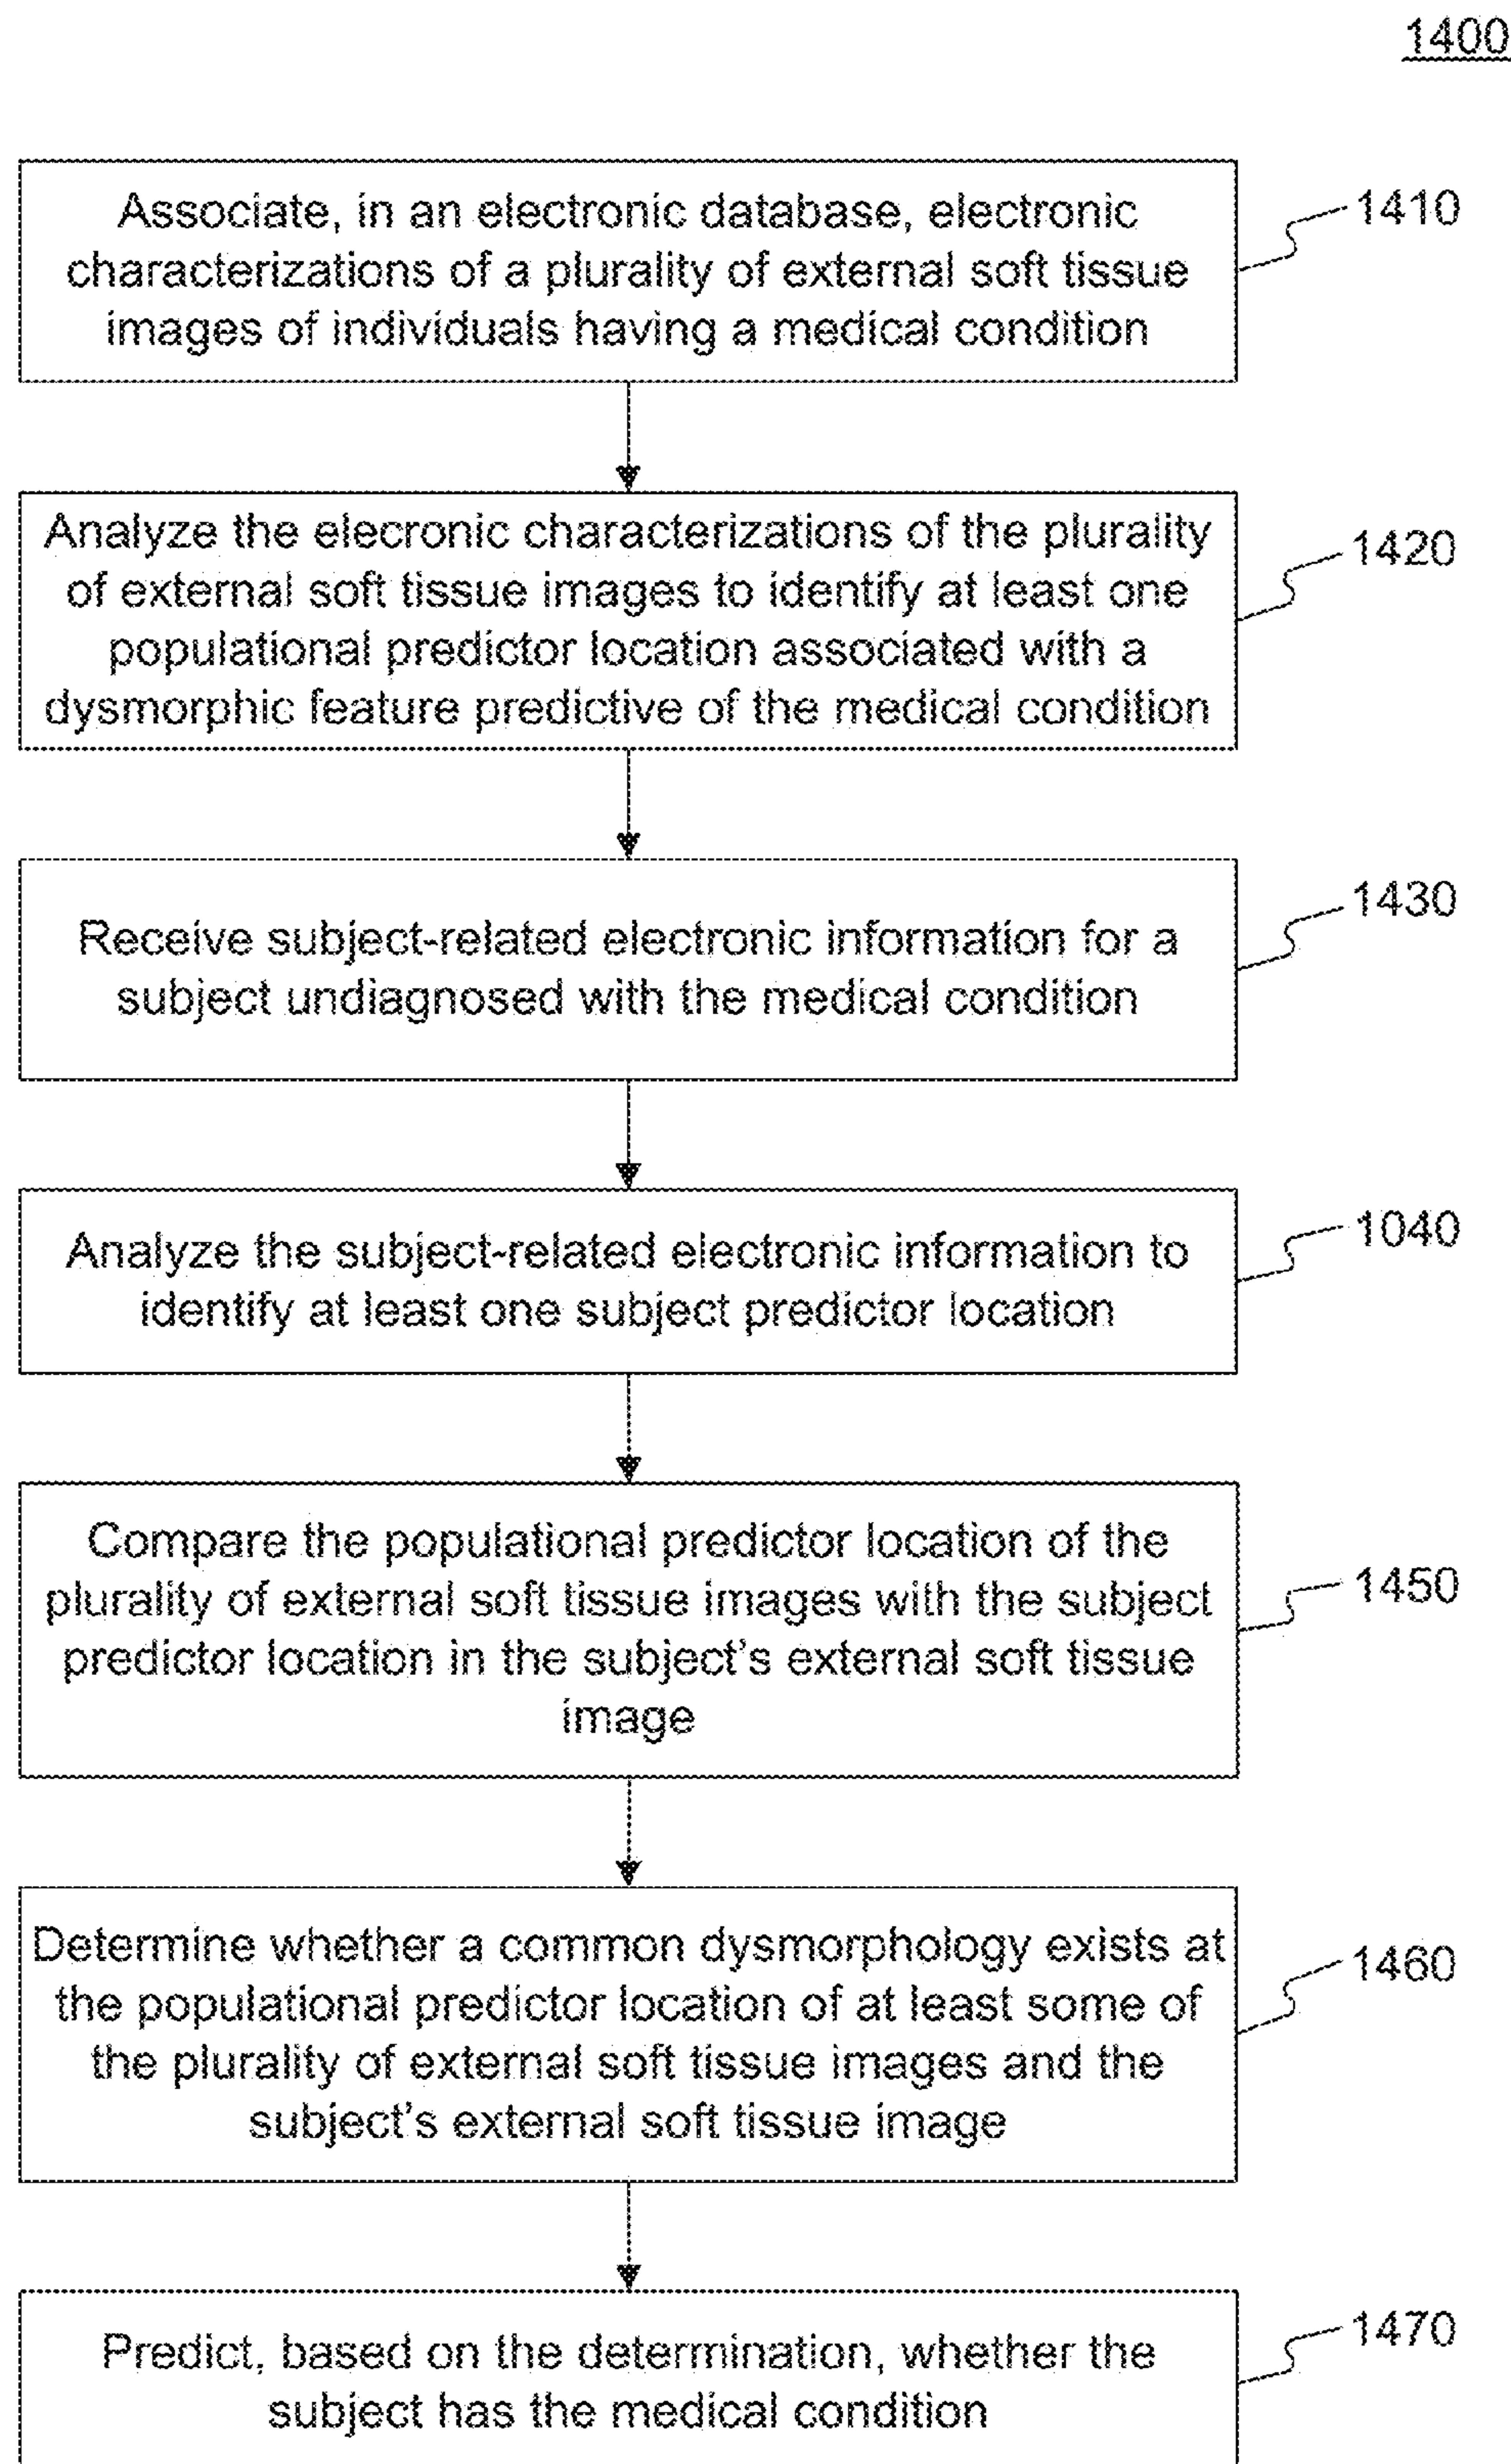 1400
Associate, in an electronic database, electronic
characterizations of a plurality of external soft tissue
images of individuals having a medical condition
1410
Analyze the elecronic characterizations of the plurality
of external soft tissue images to identify at least one
populational predictor location associated with a
dysmorphic feature predictive of the medical condition
1420
Receive subject-related electronic information for a
subject undiagnosed with the medical condition
1430
Analyze the subject-related electronic information to
identify at least one subject predictor location
1040
Compare the populational predictor location of the
plurality of external soft tissue images with the subject
predictor location in the subject's external soft tissue
image
1450
Determine whether a common dysmorphology exists at
the populational predictor location of at least some of
the plurality of external soft tissue images and the
subject's external soft tissue image
1460
Predict, based on the determination, whether the
subject has the medical condition
1470